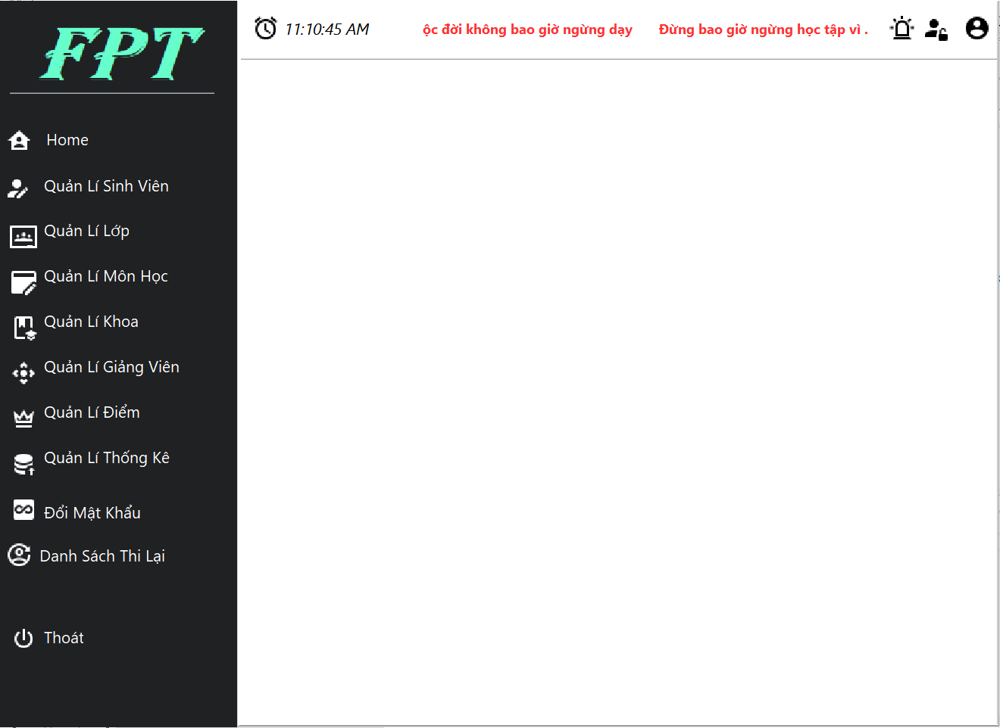 FPT
11:10:45 AM
ộc đời không bao giờ ngừng dạy Đừng bao giờ ngừng học tập vì .
Home
Quản Lí Sinh Viên
Quản Lí Lớp
Quản Lí Môn Học
Quản Lí Khoa
Quản Lí Giảng Viên
Quản Lí Điểm
Quản Lí Thống Kê
Đổi Mật Khẩu
Danh Sách Thi Lại
Thoát